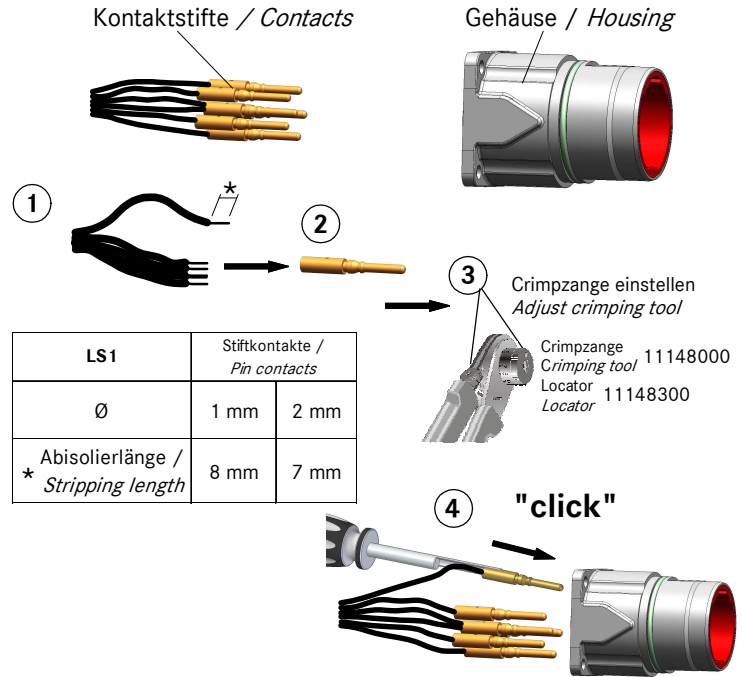 Kontaktstifte / Contacts
Gehäuse / Housing
*
1
2
3
Crimpzange einstellen
Adjust crimping tool
Crimpzange
Crimping tool 11148000
Locator
Locator 11148300
LS1
Stiftkontakte /
Pin contacts
Ø
1 mm
2 mm
* Abisolierlänge /
Stripping length
8 mm
7 mm
4
"click"